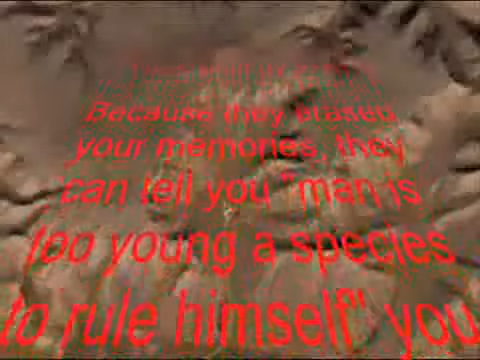 Because they erased
your memories, they
can tell you "man is
too young a species
to rule himself" you